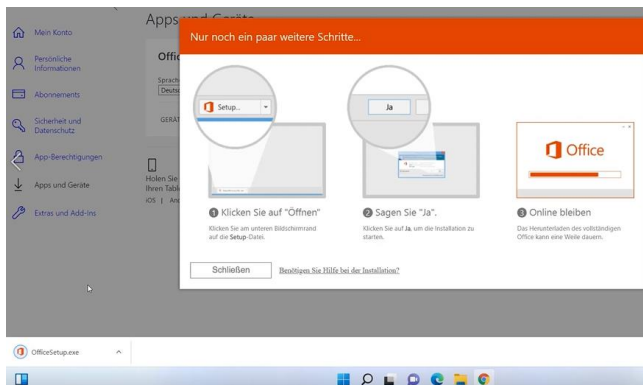 Apps und Geräte
Mein Konto
Persönliche
Informationen
Abonnements
Sicherheit und
Datenschutz
App-Berechtigungen
Apps und Geräte
Extras und Add-Ins
Offic
Sprach
Deuts
GERÄT
Holen Sie
Ihren Tabl
iOS | And
Nur noch ein paar weitere Schritte...
Setup...
Ja
Office
1 Klicken Sie auf "Öffnen"
Klicken Sie am unteren Bildschirmrand
auf die Setup-Datei.
2 Sagen Sie "Ja".
Klicken Sie auf Ja, um die Installation zu
starten.
3 Online bleiben
Das Herunterladen des vollständigen
Office kann eine Weile dauern.
Schließen
Benötigen Sie Hilfe bei der Installation?
OfficeSetup.exe